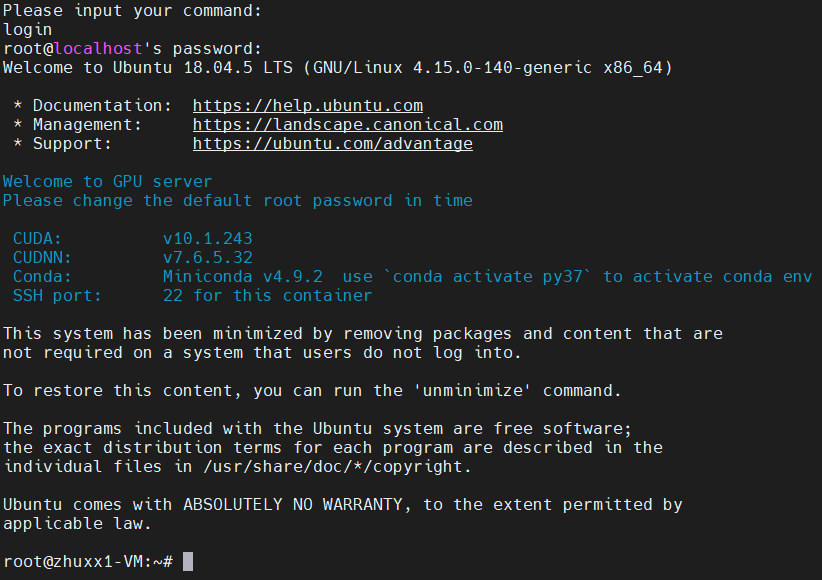 Please input your command:
login
root@localhost's password:
Welcome to Ubuntu 18.04.5 LTS (GNU/Linux 4.15.0-140-generic x86_64)
* Documentation: https://help.ubuntu.com
* Management: https://landscape.canonical.com
* Support: https://ubuntu.com/advantage
Welcome to GPU server
Please change the default root password in time
CUDA: v10.1.243
CUDNN: v7.6.5.32
Conda: Miniconda v4.9.2 use `conda activate py37` to activate conda env
SSH port: 22 for this container
This system has been minimized by removing packages and content that are
not required on a system that users do not log into.
To restore this content, you can run the 'unminimize' command.
The programs included with the Ubuntu system are free software;
the exact distribution terms for each program are described in the
individual files in /usr/share/doc/*/copyright.
Ubuntu comes with ABSOLUTELY NO WARRANTY, to the extent permitted by
applicable law.
root@zhuxx1-VM:~#